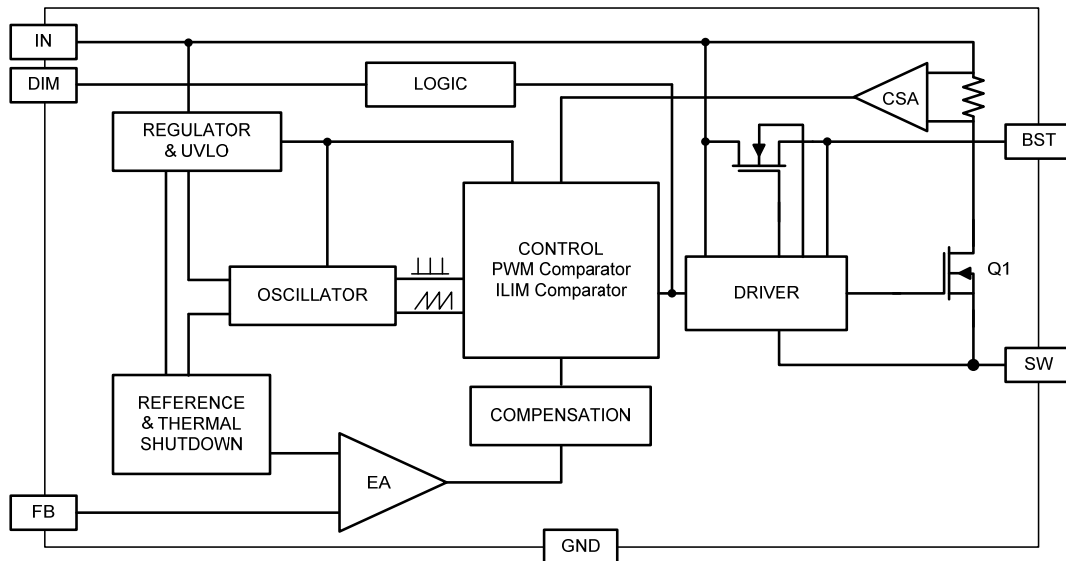 IN
DIM
LOGIC
CSA
REGULATOR
& UVLO
BST
CONTROL
PWM Comparator
ILIM Comparator
Q1
OSCILLATOR
DRIVER
SW
REFERENCE
& THERMAL
SHUTDOWN
COMPENSATION
EA
FB
GND